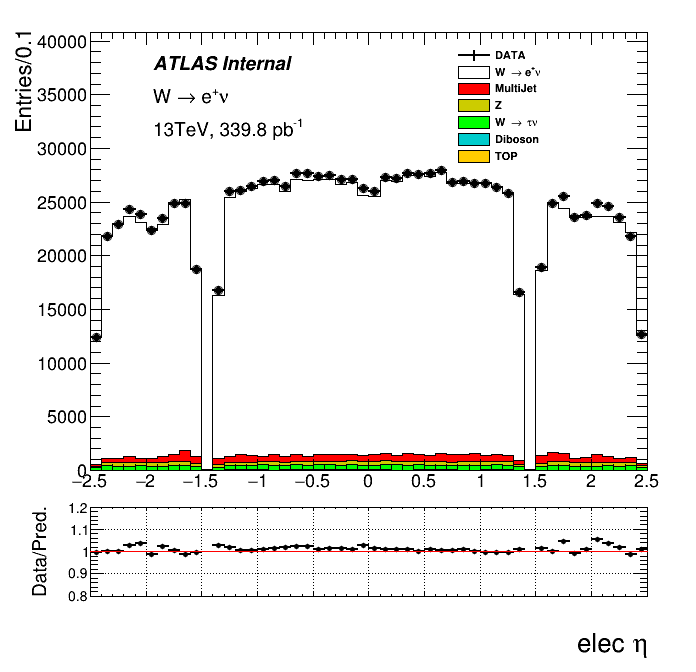 Entries/0.1
40000
35000
30000
25000
20000
15000
10000
5000
0
ATLAS Internal
W → e⁺ν
13TeV, 339.8 pb⁻¹
DATA
W → e⁺ν
MultiJet
Z
W → τν
Diboson
TOP
−2.5 −2 −1.5 −1 −0.5 0 0.5 1 1.5 2 2.5
Data/Pred.
1.2
1.1
1
0.9
0.8
elec η